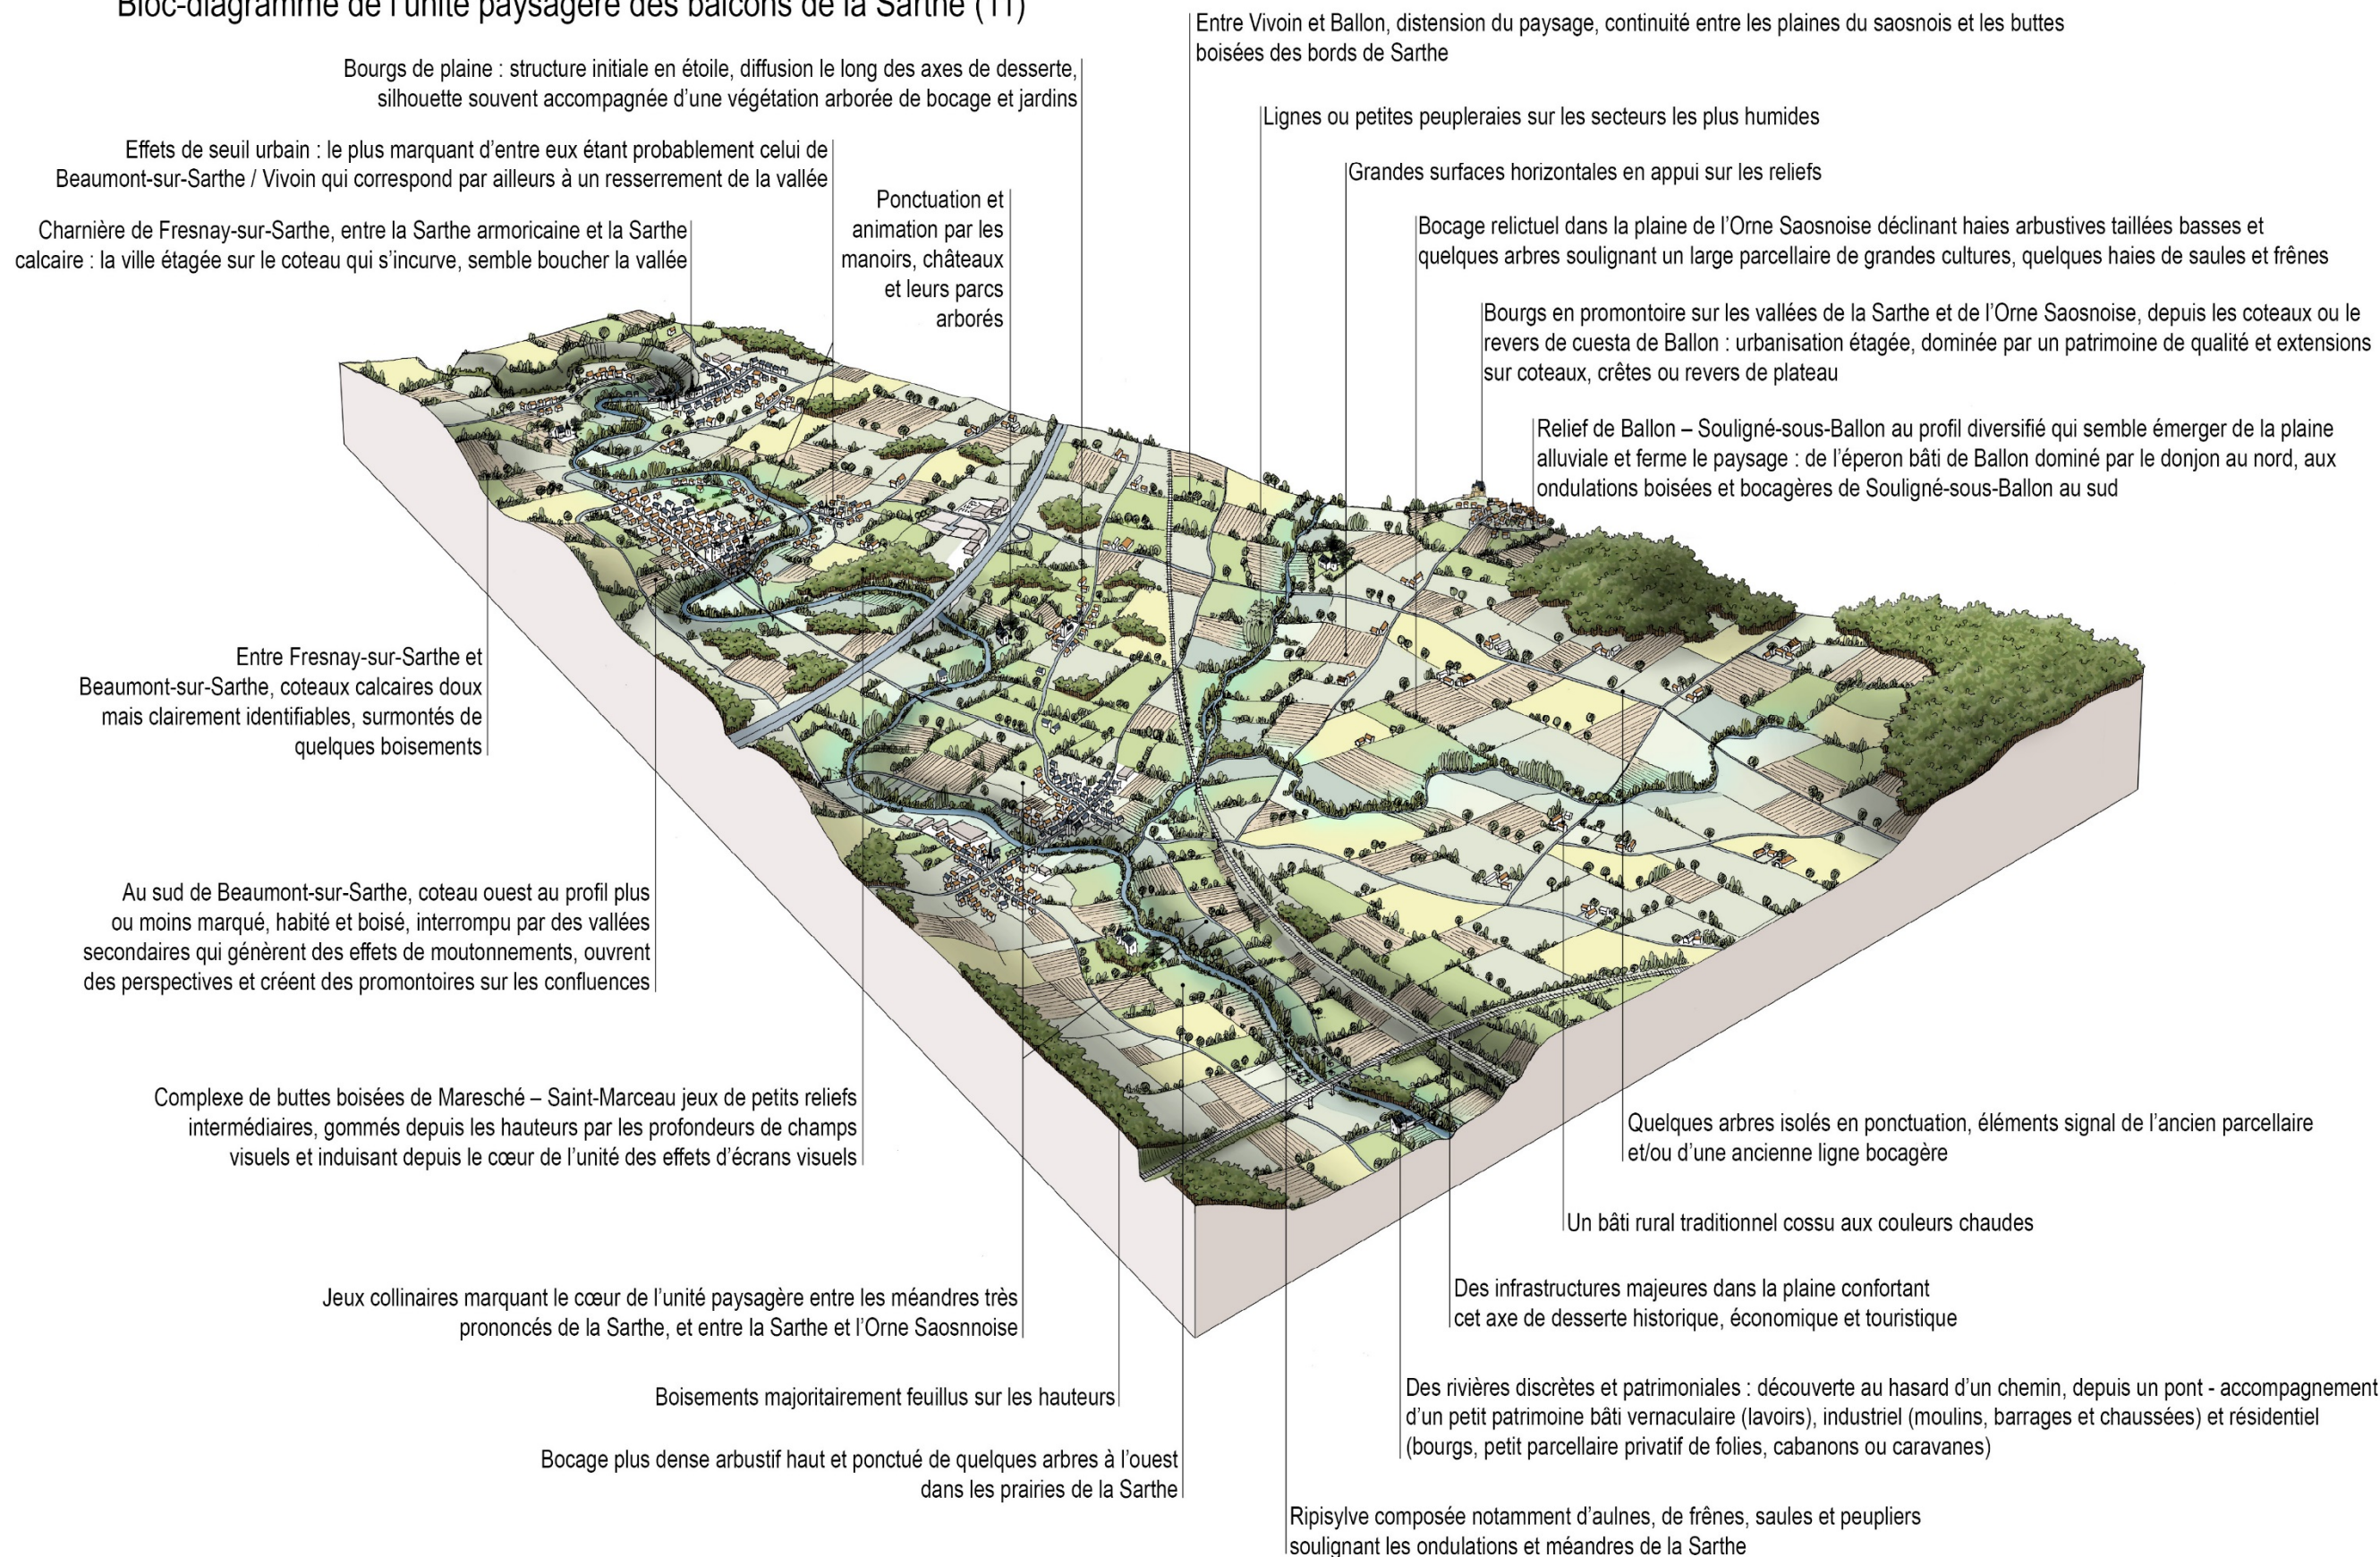 Bloc-diagramme de l'unité paysagère des balcons de la Sarthe (11)
Entre Vivoin et Ballon, distension du paysage, continuité entre les plaines du saosnois et les buttes
boisées des bords de Sarthe
Bourgs de plaine : structure initiale en étoile, diffusion le long des axes de desserte,
silhouette souvent accompagnée d'une végétation arborée de bocage et jardins
Lignes ou petites peupleraies sur les secteurs les plus humides
Effets de seuil urbain : le plus marquant d'entre eux étant probablement celui de
Beaumont-sur-Sarthe / Vivoin qui correspond par ailleurs à un resserrement de la vallée
Grandes surfaces horizontales en appui sur les reliefs
Ponctuation et
animation par les
manoirs, châteaux
et leurs parcs
arborés
Charnière de Fresnay-sur-Sarthe, entre la Sarthe armoricaine et la Sarthe
calcaire : la ville étagée sur le coteau qui s'incurve, semble boucher la vallée
Bocage relictuel dans la plaine de l'Orne Saosnoise déclinant haies arbustives taillées basses et
quelques arbres soulignant un large parcellaire de grandes cultures, quelques haies de saules et frênes
Bourgs en promontoire sur les vallées de la Sarthe et de l'Orne Saosnoise, depuis les coteaux ou le
revers de cuesta de Ballon : urbanisation étagée, dominée par un patrimoine de qualité et extensions
sur coteaux, crêtes ou revers de plateau
Relief de Ballon – Souligné-sous-Ballon au profil diversifié qui semble émerger de la plaine
alluviale et ferme le paysage : de l'éperon bâti de Ballon dominé par le donjon au nord, aux
ondulations boisées et bocagères de Souligné-sous-Ballon au sud
Entre Fresnay-sur-Sarthe et
Beaumont-sur-Sarthe, coteaux calcaires doux
mais clairement identifiables, surmontés de
quelques boisements
Au sud de Beaumont-sur-Sarthe, coteau ouest au profil plus
ou moins marqué, habité et boisé, interrompu par des vallées
secondaires qui génèrent des effets de moutonnements, ouvrent
des perspectives et créent des promontoires sur les confluences
Complexe de buttes boisées de Maresché – Saint-Marceau jeux de petits reliefs
intermédiaires, gommés depuis les hauteurs par les profondeurs de champs
visuels et induisant depuis le cœur de l'unité des effets d'écrans visuels
Quelques arbres isolés en ponctuation, éléments signal de l'ancien parcellaire
et/ou d'une ancienne ligne bocagère
Un bâti rural traditionnel cossu aux couleurs chaudes
Jeux collinaires marquant le cœur de l'unité paysagère entre les méandres très
prononcés de la Sarthe, et entre la Sarthe et l'Orne Saosnnoise
Des infrastructures majeures dans la plaine confortant
cet axe de desserte historique, économique et touristique
Boisements majoritairement feuillus sur les hauteurs
Des rivières discrètes et patrimoniales : découverte au hasard d'un chemin, depuis un pont - accompagnement
d'un petit patrimoine bâti vernaculaire (lavoirs), industriel (moulins, barrages et chaussées) et résidentiel
(bourgs, petit parcellaire privatif de folies, cabanons ou caravanes)
Bocage plus dense arbustif haut et ponctué de quelques arbres à l'ouest
dans les prairies de la Sarthe
Ripisylve composée notamment d'aulnes, de frênes, saules et peupliers
soulignant les ondulations et méandres de la Sarthe